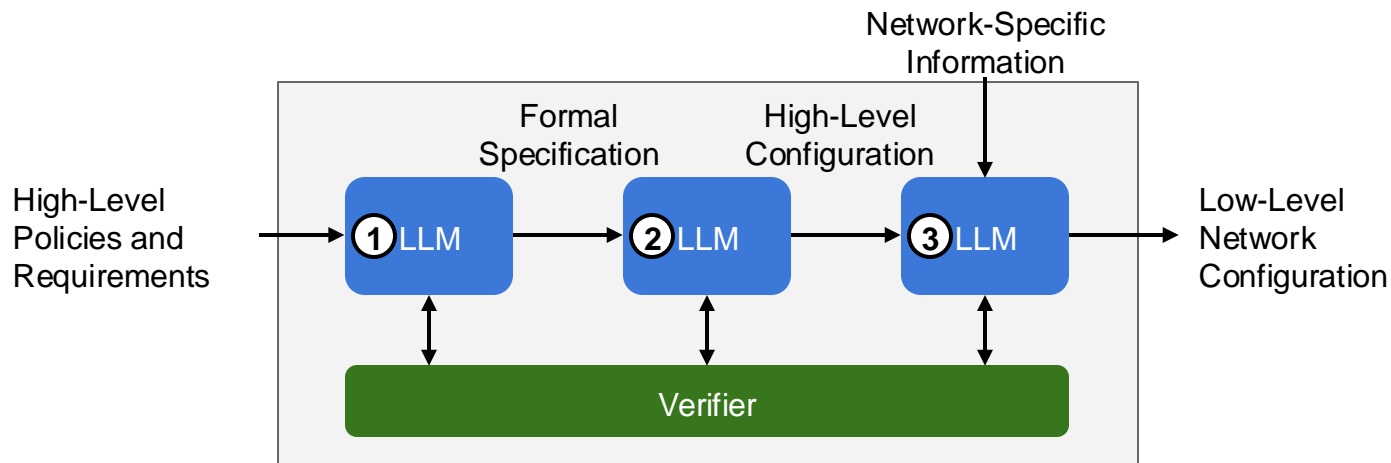 Network-Specific
Information
Formal
Specification
High-Level
Configuration
High-Level
Policies and
Requirements
1 LLM
2 LLM
3 LLM
Low-Level
Network
Configuration
Verifier